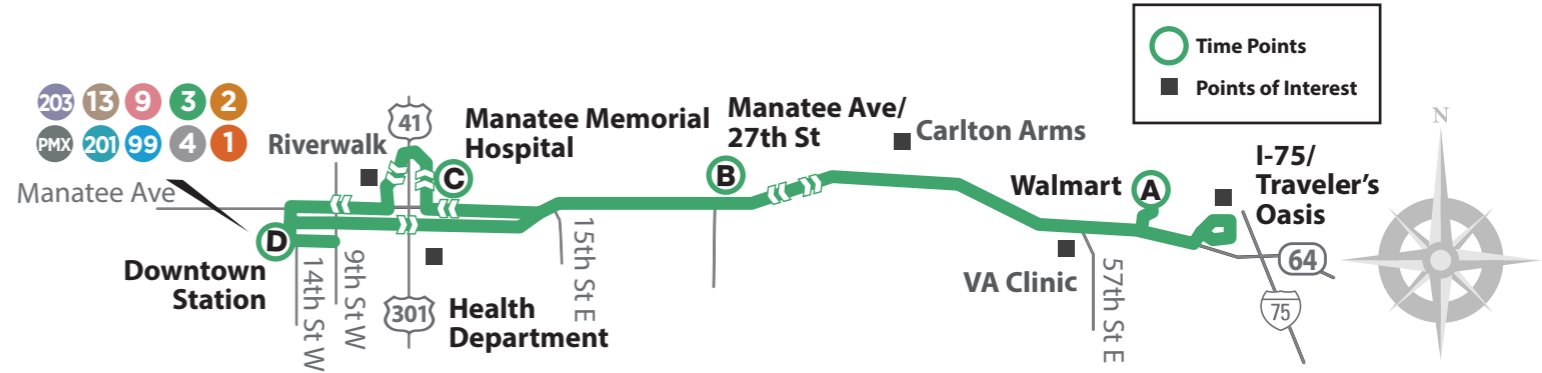 Time Points
Points of Interest
N
203 13 9 3 2
PMX 201 99 4 1
Manatee Ave
Riverwalk
41
Manatee Memorial
Hospital
C
Manatee Ave/
27th St
B
Carlton Arms
Walmart
A
I-75/
Traveler's
Oasis
D
Downtown
Station
14th St W
9th St W
301
Health
Department
15th St E
VA Clinic
57th St E
64
75